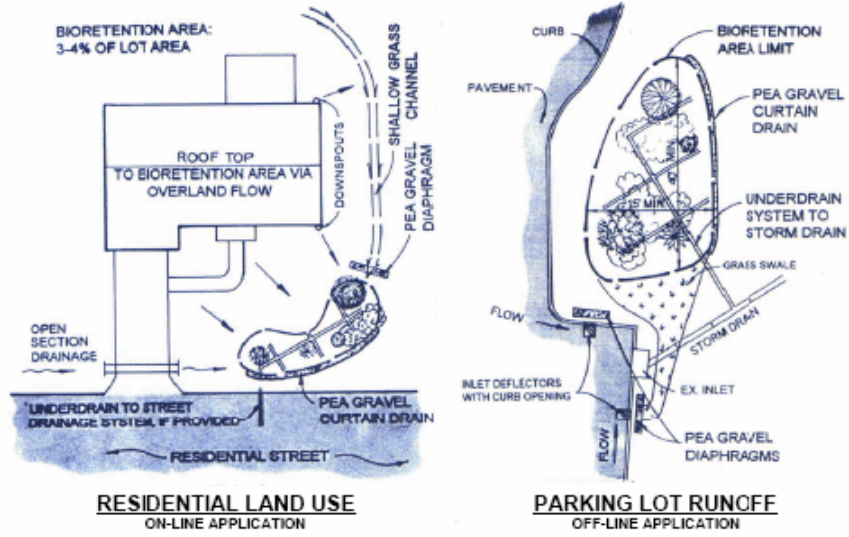 BIORETENTION AREA:
3-4% OF LOT AREA
ROOF TOP
TO BIORETENTION AREA VIA
OVERLAND FLOW
DOWNSPOUTS
SHALLOW GRASS
CHANNEL
PEA GRAVEL
DIAPHRAGM
OPEN
SECTION
DRAINAGE
UNDERDRAIN TO STREET
DRAINAGE SYSTEM, IF PROVIDED
PEA GRAVEL
CURTAIN DRAIN
RESIDENTIAL STREET
RESIDENTIAL LAND USE
ON-LINE APPLICATION
CURB
BIORETENTION
AREA LIMIT
PAVEMENT
PEA GRAVEL
CURTAIN
DRAIN
40' MIN
15' MIN
UNDERDRAIN
SYSTEM TO
STORM DRAIN
GRASS SWALE
FLOW
STORM DRAIN
INLET DEFLECTORS
WITH CURB OPENING
EX. INLET
FLOW
PEA GRAVEL
DIAPHRAGMS
PARKING LOT RUNOFF
OFF-LINE APPLICATION